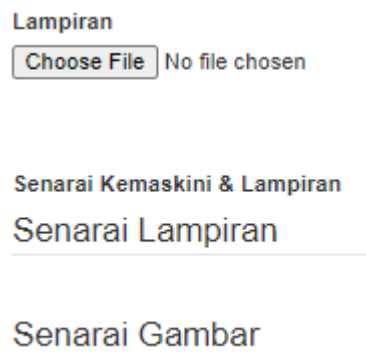 Lampiran
Choose File No file chosen
Senarai Kemaskini & Lampiran
Senarai Lampiran
Senarai Gambar